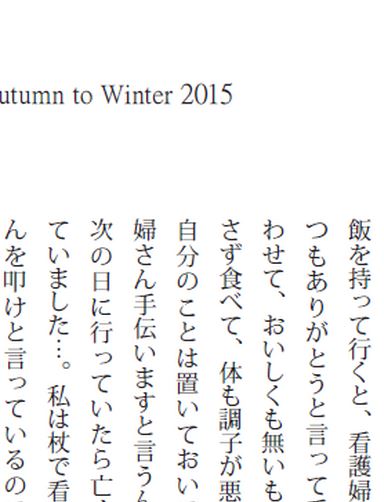 utumn to Winter 2015
飯を持って行くと、看護婦
つもありがとうと言って
わせて、おいしくも無いも
さず食べて、体も調子が悪
自分のことは置いておい
婦さん手伝いますと言う
次の日に行っていたら亡
ていました…。私は杖で看
んを叩けと言っているの